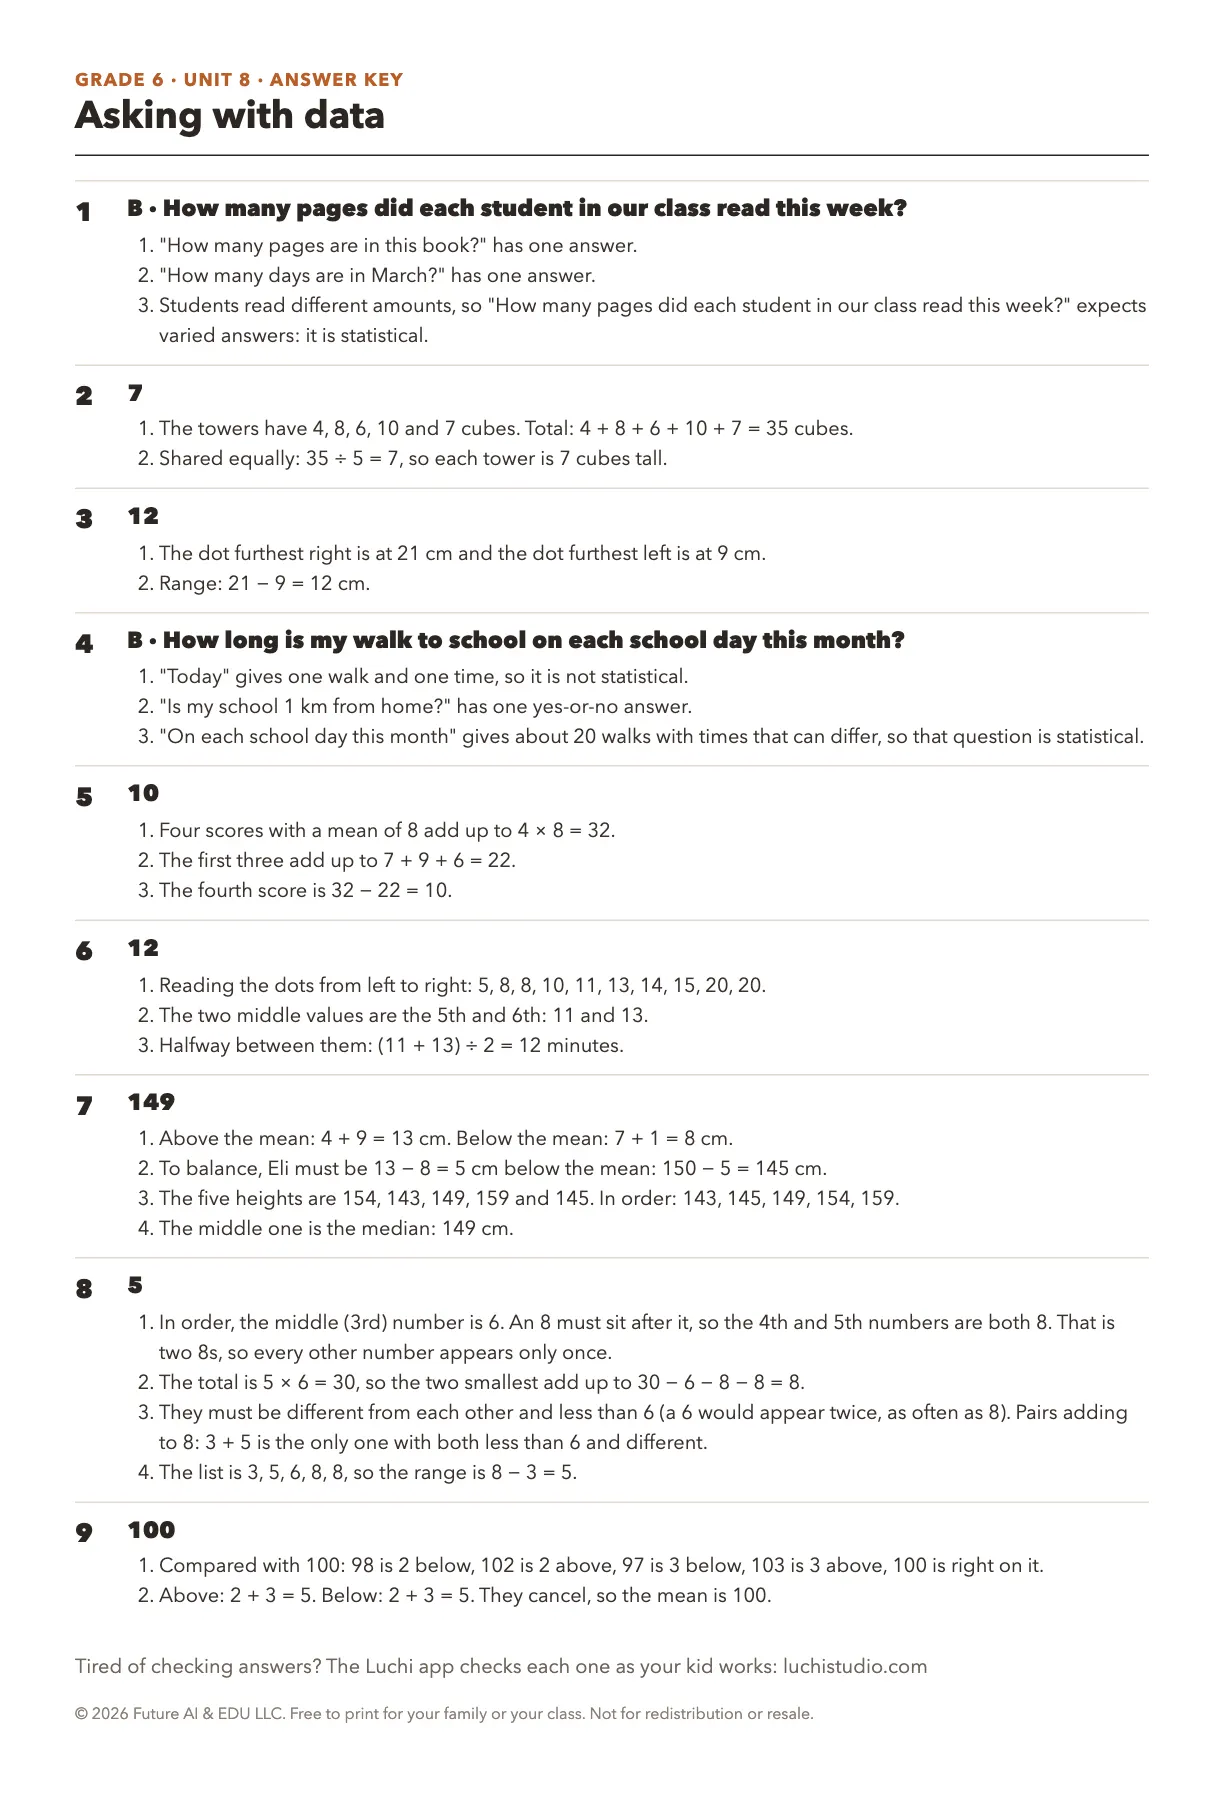 GRADE 6 · UNIT 8 · ANSWER KEY
Asking with data
1 B · How many pages did each student in our class read this week?
1. "How many pages are in this book?" has one answer.
2. "How many days are in March?" has one answer.
3. Students read different amounts, so "How many pages did each student in our class read this week?" expects
varied answers: it is statistical.
2 7
1. The towers have 4, 8, 6, 10 and 7 cubes. Total: 4 + 8 + 6 + 10 + 7 = 35 cubes.
2. Shared equally: 35 ÷ 5 = 7, so each tower is 7 cubes tall.
3 12
1. The dot furthest right is at 21 cm and the dot furthest left is at 9 cm.
2. Range: 21 − 9 = 12 cm.
4 B · How long is my walk to school on each school day this month?
1. "Today" gives one walk and one time, so it is not statistical.
2. "Is my school 1 km from home?" has one yes-or-no answer.
3. "On each school day this month" gives about 20 walks with times that can differ, so that question is statistical.
5 10
1. Four scores with a mean of 8 add up to 4 × 8 = 32.
2. The first three add up to 7 + 9 + 6 = 22.
3. The fourth score is 32 − 22 = 10.
6 12
1. Reading the dots from left to right: 5, 8, 8, 10, 11, 13, 14, 15, 20, 20.
2. The two middle values are the 5th and 6th: 11 and 13.
3. Halfway between them: (11 + 13) ÷ 2 = 12 minutes.
7 149
1. Above the mean: 4 + 9 = 13 cm. Below the mean: 7 + 1 = 8 cm.
2. To balance, Eli must be 13 − 8 = 5 cm below the mean: 150 − 5 = 145 cm.
3. The five heights are 154, 143, 149, 159 and 145. In order: 143, 145, 149, 154, 159.
4. The middle one is the median: 149 cm.
8 5
1. In order, the middle (3rd) number is 6. An 8 must sit after it, so the 4th and 5th numbers are both 8. That is
two 8s, so every other number appears only once.
2. The total is 5 × 6 = 30, so the two smallest add up to 30 − 6 − 8 − 8 = 8.
3. They must be different from each other and less than 6 (a 6 would appear twice, as often as 8). Pairs adding
to 8: 3 + 5 is the only one with both less than 6 and different.
4. The list is 3, 5, 6, 8, 8, so the range is 8 − 3 = 5.
9 100
1. Compared with 100: 98 is 2 below, 102 is 2 above, 97 is 3 below, 103 is 3 above, 100 is right on it.
2. Above: 2 + 3 = 5. Below: 2 + 3 = 5. They cancel, so the mean is 100.
Tired of checking answers? The Luchi app checks each one as your kid works: luchistudio.com
© 2026 Future AI & EDU LLC. Free to print for your family or your class. Not for redistribution or resale.